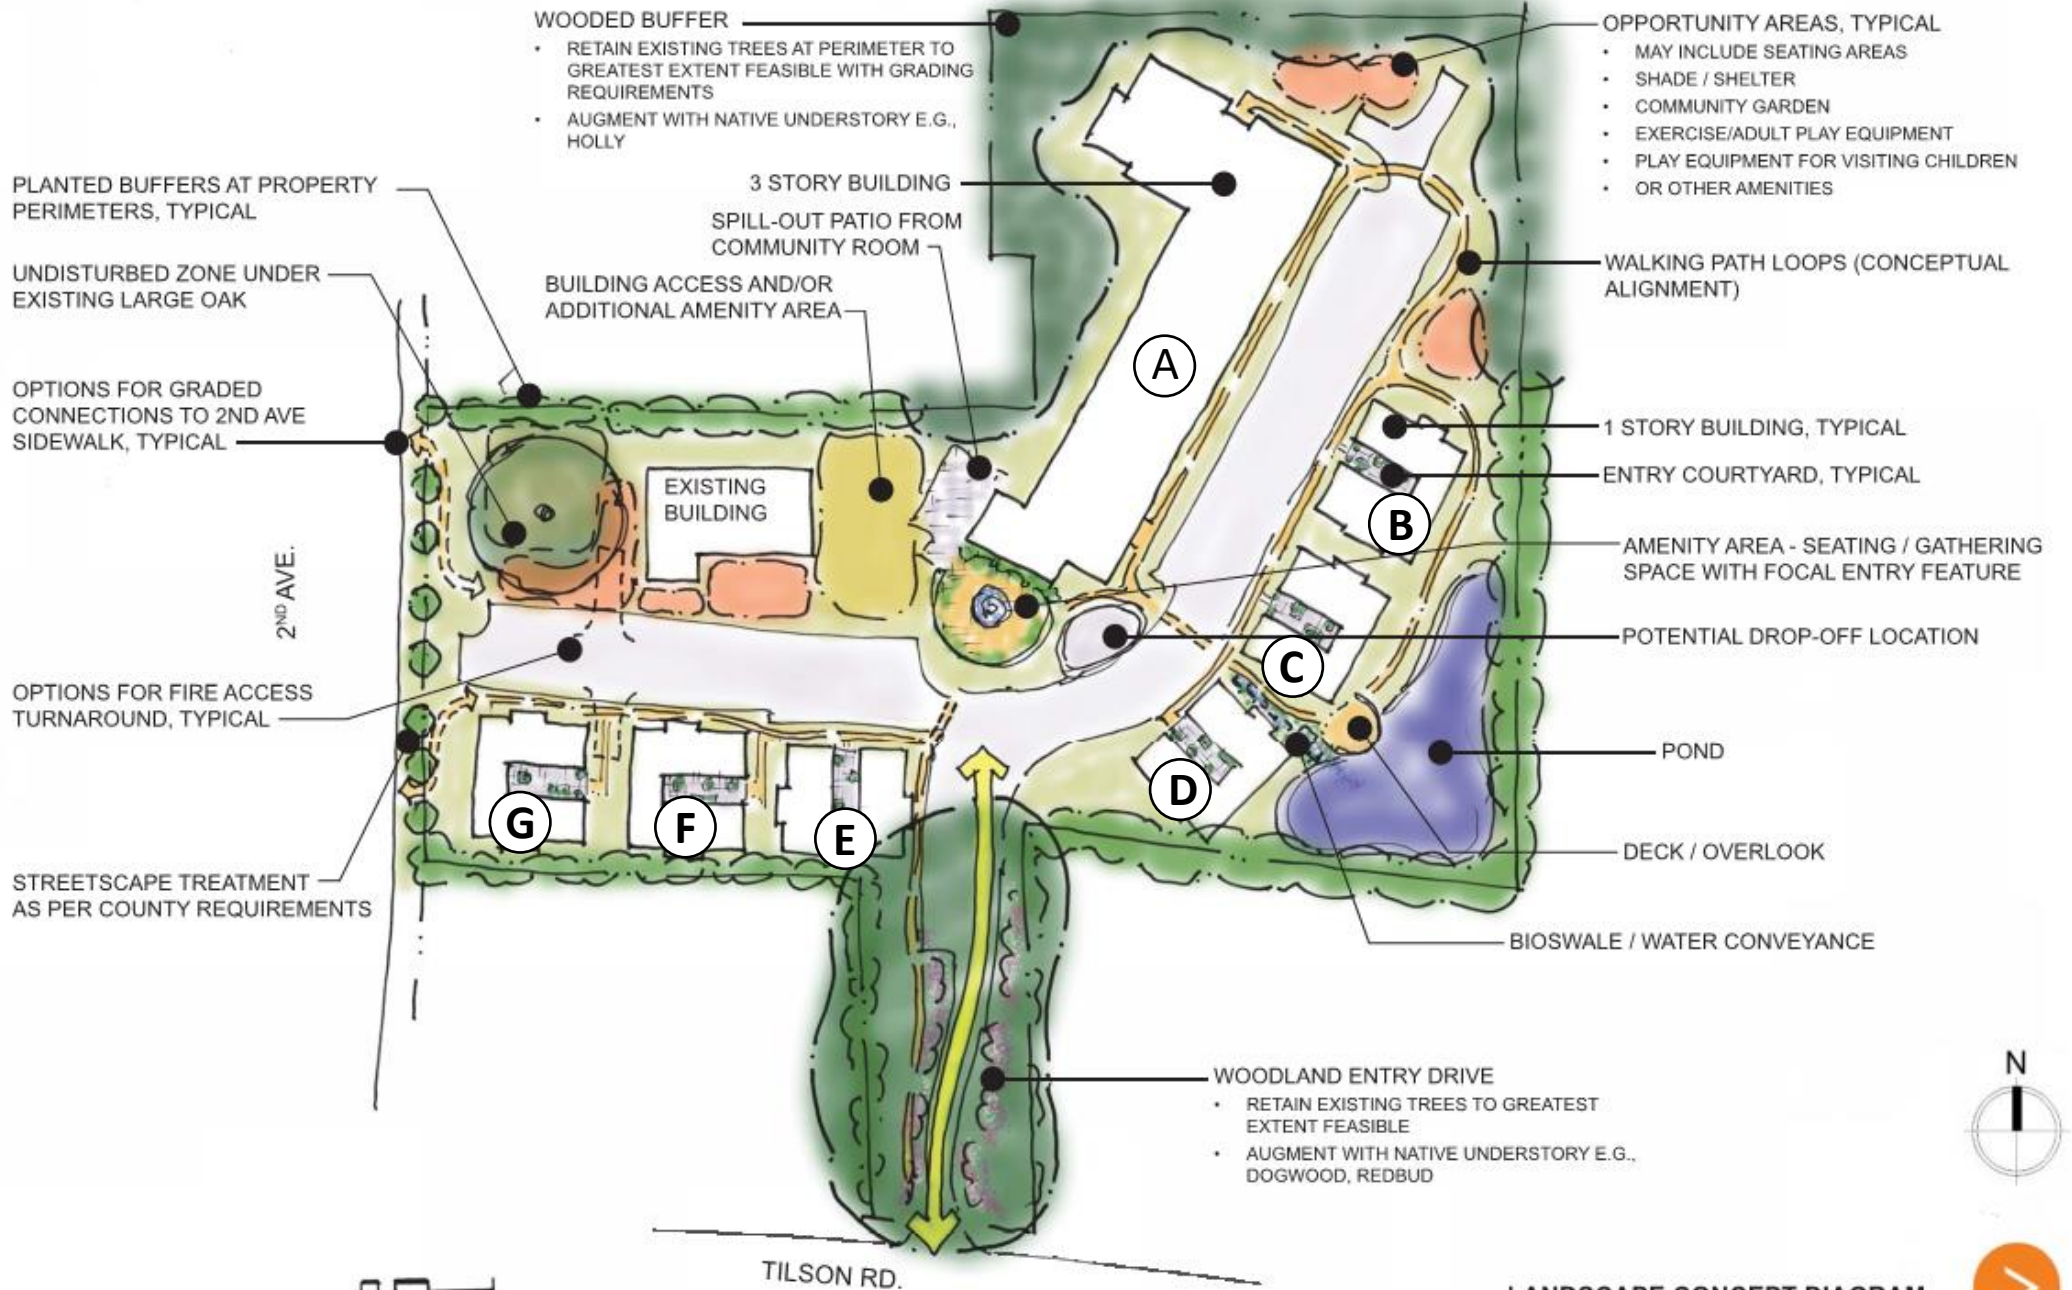 WOODED BUFFER
• RETAIN EXISTING TREES AT PERIMETER TO
GREATEST EXTENT FEASIBLE WITH GRADING
REQUIREMENTS
• AUGMENT WITH NATIVE UNDERSTORY E.G.,
HOLLY
OPPORTUNITY AREAS, TYPICAL
• MAY INCLUDE SEATING AREAS
• SHADE / SHELTER
• COMMUNITY GARDEN
• EXERCISE/ADULT PLAY EQUIPMENT
• PLAY EQUIPMENT FOR VISITING CHILDREN
• OR OTHER AMENITIES
PLANTED BUFFERS AT PROPERTY
PERIMETERS, TYPICAL
3 STORY BUILDING
SPILL-OUT PATIO FROM
COMMUNITY ROOM
UNDISTURBED ZONE UNDER
EXISTING LARGE OAK
BUILDING ACCESS AND/OR
ADDITIONAL AMENITY AREA
WALKING PATH LOOPS (CONCEPTUAL
ALIGNMENT)
A
OPTIONS FOR GRADED
CONNECTIONS TO 2ND AVE
SIDEWALK, TYPICAL
1 STORY BUILDING, TYPICAL
ENTRY COURTYARD, TYPICAL
EXISTING
BUILDING
B
AMENITY AREA - SEATING / GATHERING
SPACE WITH FOCAL ENTRY FEATURE
2ND AVE.
POTENTIAL DROP-OFF LOCATION
C
OPTIONS FOR FIRE ACCESS
TURNAROUND, TYPICAL
POND
D
G
F
E
DECK / OVERLOOK
STREETSCAPE TREATMENT
AS PER COUNTY REQUIREMENTS
BIOSWALE / WATER CONVEYANCE
WOODLAND ENTRY DRIVE
• RETAIN EXISTING TREES TO GREATEST
EXTENT FEASIBLE
• AUGMENT WITH NATIVE UNDERSTORY E.G.,
DOGWOOD, REDBUD
N
TILSON RD.
LANDSCAPE CONCEPT DIAGRAM